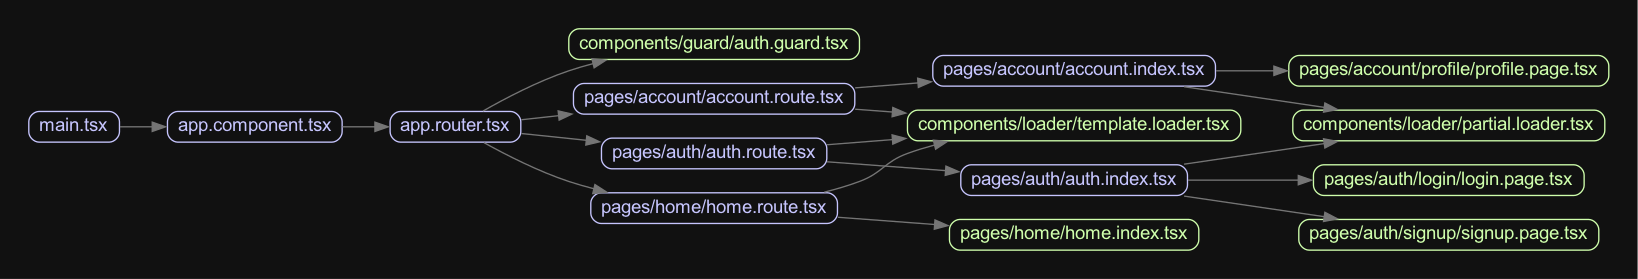 main.tsx
app.component.tsx
app.router.tsx
components/guard/auth.guard.tsx
pages/account/account.route.tsx
pages/auth/auth.route.tsx
pages/home/home.route.tsx
pages/account/account.index.tsx
components/loader/template.loader.tsx
pages/auth/auth.index.tsx
pages/home/home.index.tsx
pages/account/profile/profile.page.tsx
components/loader/partial.loader.tsx
pages/auth/login/login.page.tsx
pages/auth/signup/signup.page.tsx